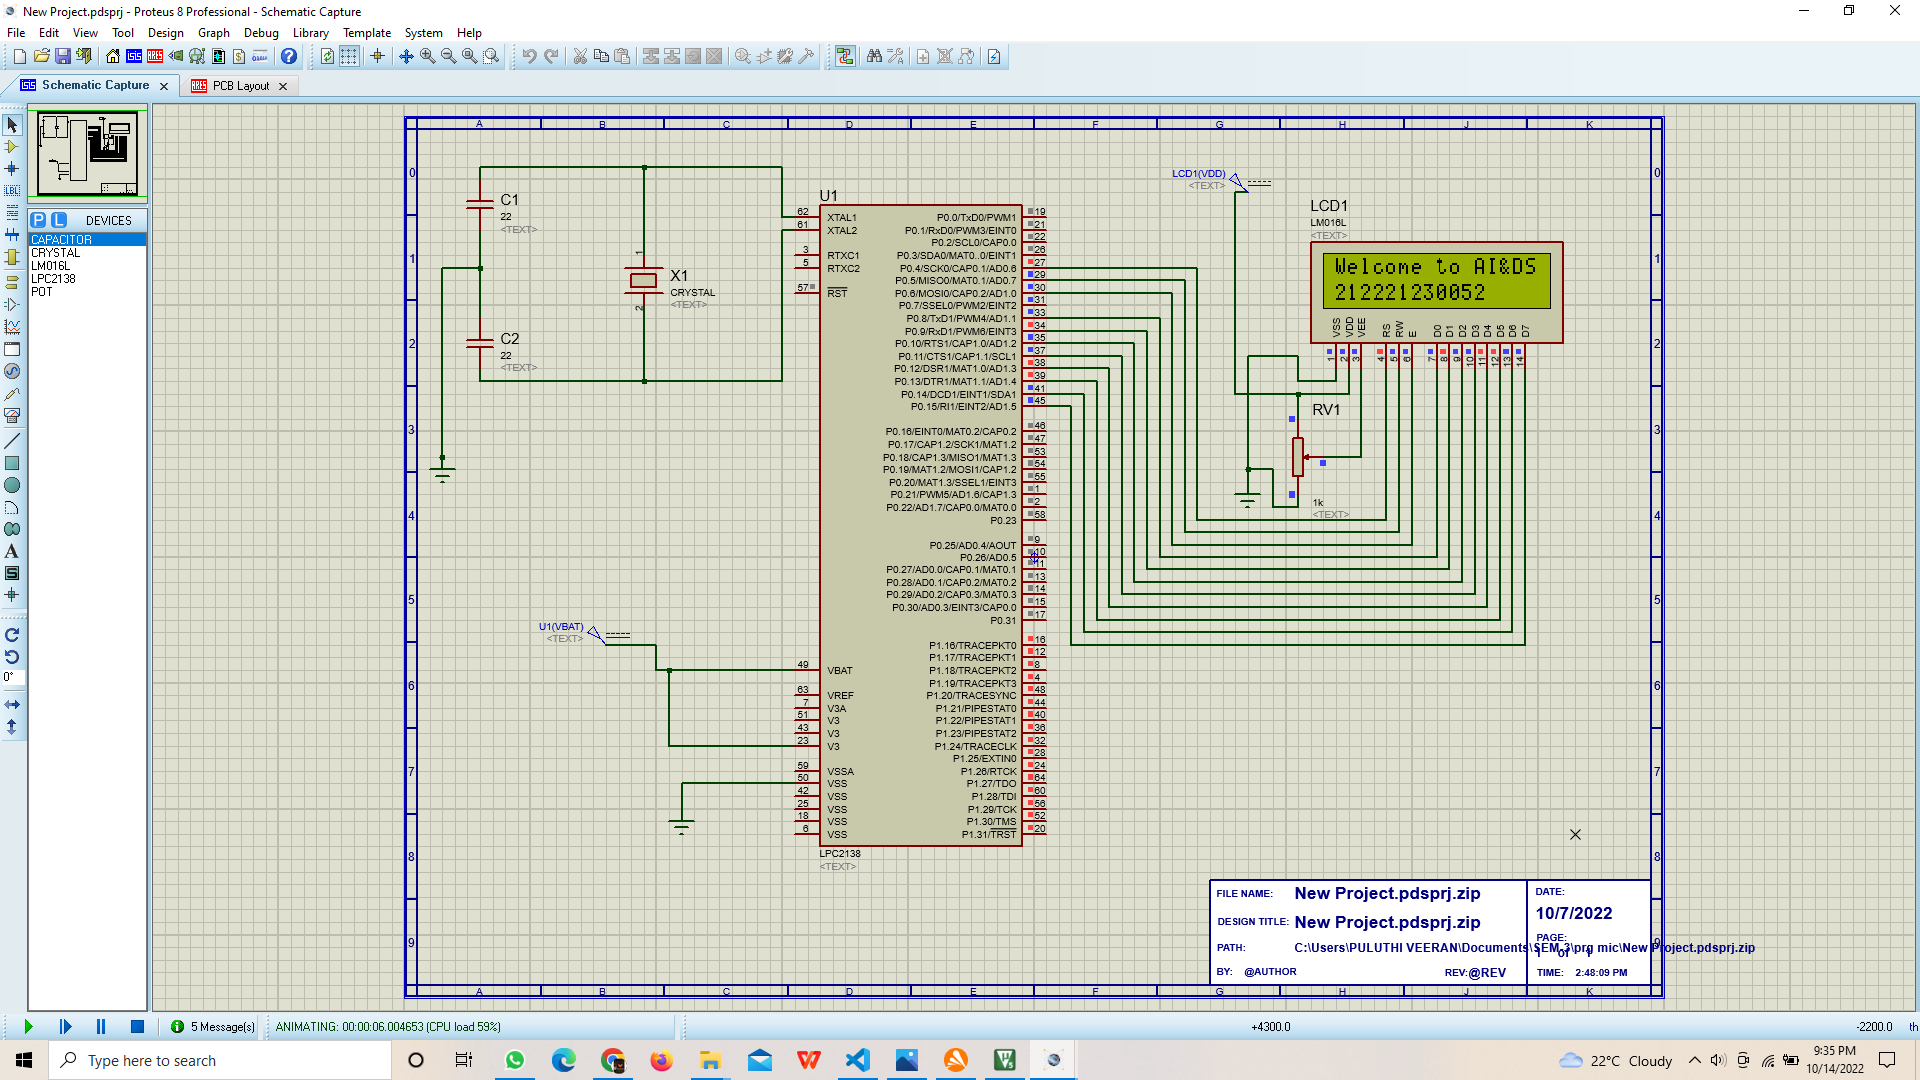 New Project.pdsprj - Proteus 8 Professional - Schematic Capture
File Edit View Tool Design Graph Debug Library Template System Help
Schematic Capture
PCB Layout
P L DEVICES
CAPACITOR
CRYSTAL
LM016L
LPC2138
POT
0°
A B C D E F G H J K
0 0
1 1
2 2
3 3
4 4
5 5
6 6
7 7
8 8
9 9
C1
22
<TEXT>
C2
22
<TEXT>
1
X1
CRYSTAL
<TEXT>
2
U1(VBAT)
<TEXT>
U1
62 XTAL1
61 XTAL2
3 RTXC1
5 RTXC2
57 RST
49 VBAT
63 VREF
7 V3A
51 V3
43 V3
23 V3
59 VSSA
50 VSS
42 VSS
25 VSS
18 VSS
6 VSS
P0.0/TxD0/PWM1 19
P0.1/RxD0/PWM3/EINT0 21
P0.2/SCL0/CAP0.0 22
P0.3/SDA0/MAT0..0/EINT1 26
P0.4/SCK0/CAP0.1/AD0.6 27
P0.5/MISO0/MAT0.1/AD0.7 29
P0.6/MOSI0/CAP0.2/AD1.0 30
P0.7/SSEL0/PWM2/EINT2 31
P0.8/TxD1/PWM4/AD1.1 33
P0.9/RxD1/PWM6/EINT3 34
P0.10/RTS1/CAP1.0/AD1.2 35
P0.11/CTS1/CAP1.1/SCL1 37
P0.12/DSR1/MAT1.0/AD1.3 38
P0.13/DTR1/MAT1.1/AD1.4 39
P0.14/DCD1/EINT1/SDA1 41
P0.15/RI1/EINT2/AD1.5 45
P0.16/EINT0/MAT0.2/CAP0.2 46
P0.17/CAP1.2/SCK1/MAT1.2 47
P0.18/CAP1.3/MISO1/MAT1.3 53
P0.19/MAT1.2/MOSI1/CAP1.2 54
P0.20/MAT1.3/SSEL1/EINT3 55
P0.21/PWM5/AD1.6/CAP1.3 1
P0.22/AD1.7/CAP0.0/MAT0.0 2
P0.23 58
P0.25/AD0.4/AOUT 9
P0.26/AD0.5 10
P0.27/AD0.0/CAP0.1/MAT0.1 11
P0.28/AD0.1/CAP0.2/MAT0.2 13
P0.29/AD0.2/CAP0.3/MAT0.3 14
P0.30/AD0.3/EINT3/CAP0.0 15
P0.31 17
P1.16/TRACEPKT0 16
P1.17/TRACEPKT1 12
P1.18/TRACEPKT2 8
P1.19/TRACEPKT3 4
P1.20/TRACESYNC 48
P1.21/PIPESTAT0 44
P1.22/PIPESTAT1 40
P1.23/PIPESTAT2 36
P1.24/TRACECLK 32
P1.25/EXTIN0 28
P1.26/RTCK 24
P1.27/TDO 64
P1.28/TDI 60
P1.29/TCK 56
P1.30/TMS 52
P1.31/TRST 20
LPC2138
<TEXT>
LCD1(VDD)
<TEXT>
LCD1
LM016L
<TEXT>
Welcome to AI&DS
212221230052
VSS VDD VEE RS RW E D0 D1 D2 D3 D4 D5 D6 D7
1 2 3 4 5 6 7 8 9 10 11 12 13 14
RV1
1k
<TEXT>
FILE NAME: New Project.pdsprj.zip
DESIGN TITLE: New Project.pdsprj.zip
PATH: C:\Users\PULUTHI VEERAN\Documents\SEM-3\prg mic\New Project.pdsprj.zip
BY: @AUTHOR REV:@REV
DATE:
10/7/2022
PAGE:
1 of 1
TIME: 2:48:09 PM
A B C D E F G H J K
5 Message(s) ANIMATING: 00:00:06.004653 (CPU load 59%) +4300.0 -2200.0 th
Type here to search
22°C Cloudy
9:35 PM
10/14/2022